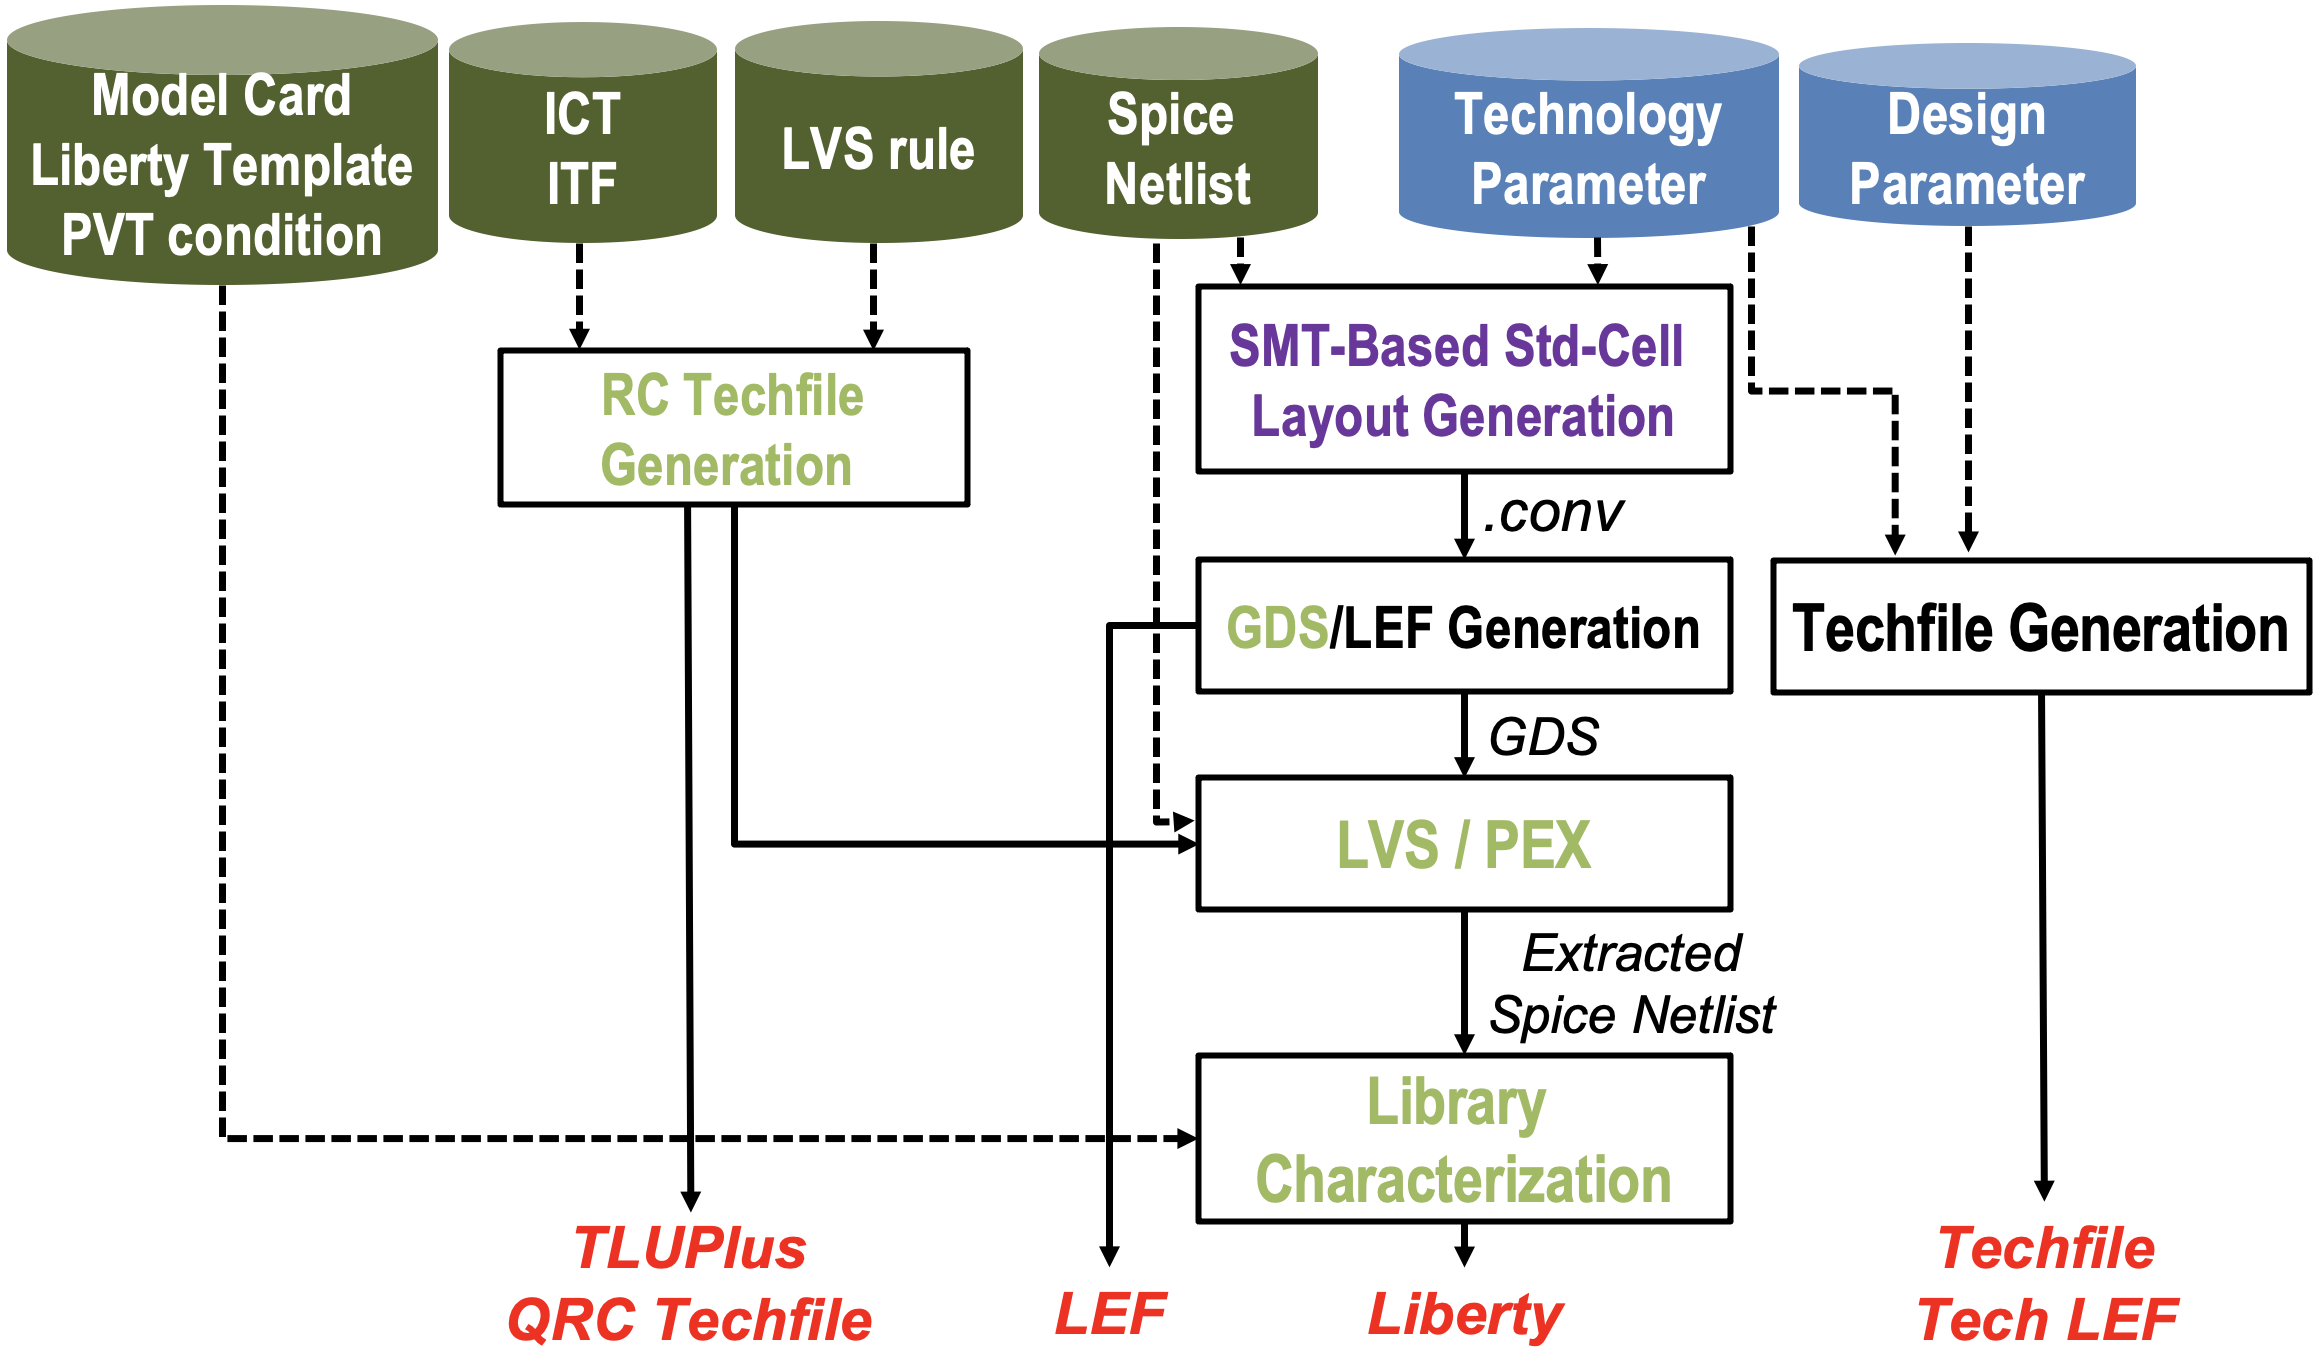 Model Card
Liberty Template
PVT condition
ICT
ITF
LVS rule
Spice
Netlist
Technology
Parameter
Design
Parameter
RC Techfile
Generation
SMT-Based Std-Cell
Layout Generation
.conv
GDS/LEF Generation
Techfile Generation
GDS
LVS / PEX
Extracted
Spice Netlist
Library
Characterization
TLUPlus
QRC Techfile
LEF
Liberty
Techfile
Tech LEF